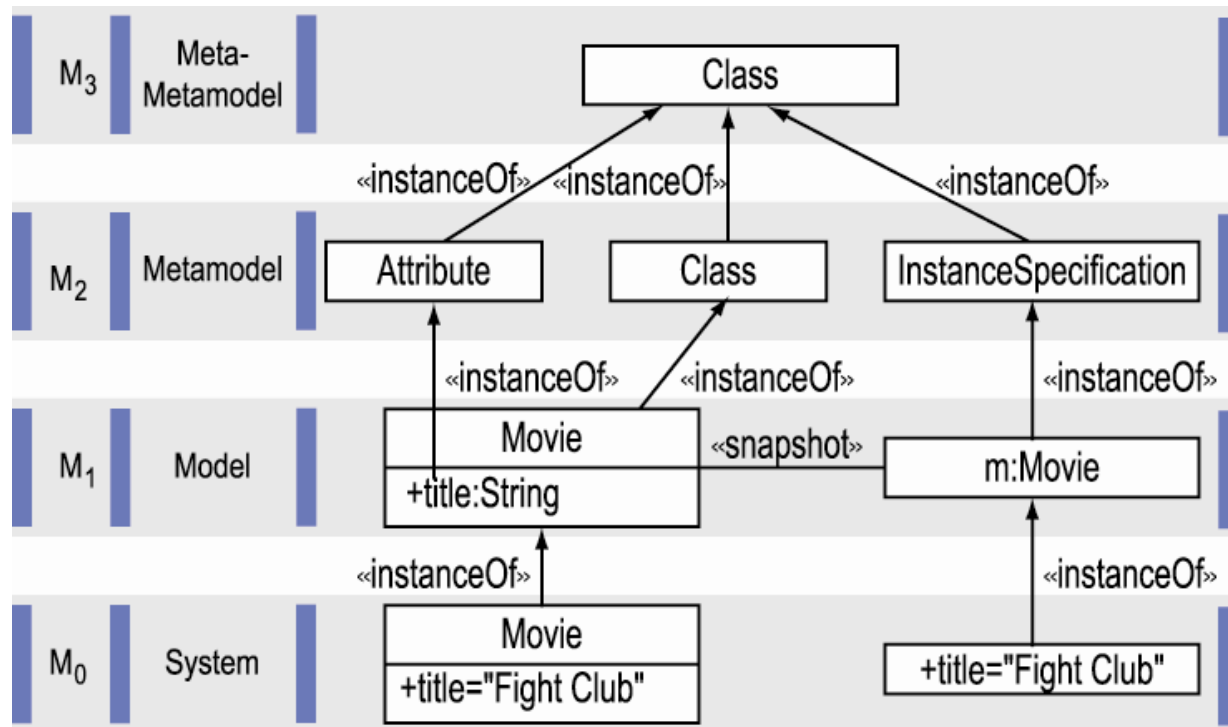 M3
Meta-
Metamodel
Class
«instanceOf»
«instanceOf»
«instanceOf»
M2
Metamodel
Attribute
Class
InstanceSpecification
«instanceOf»
«instanceOf»
«instanceOf»
M1
Model
Movie
+title:String
«snapshot»
m:Movie
«instanceOf»
«instanceOf»
M0
System
Movie
+title="Fight Club"
+title="Fight Club"